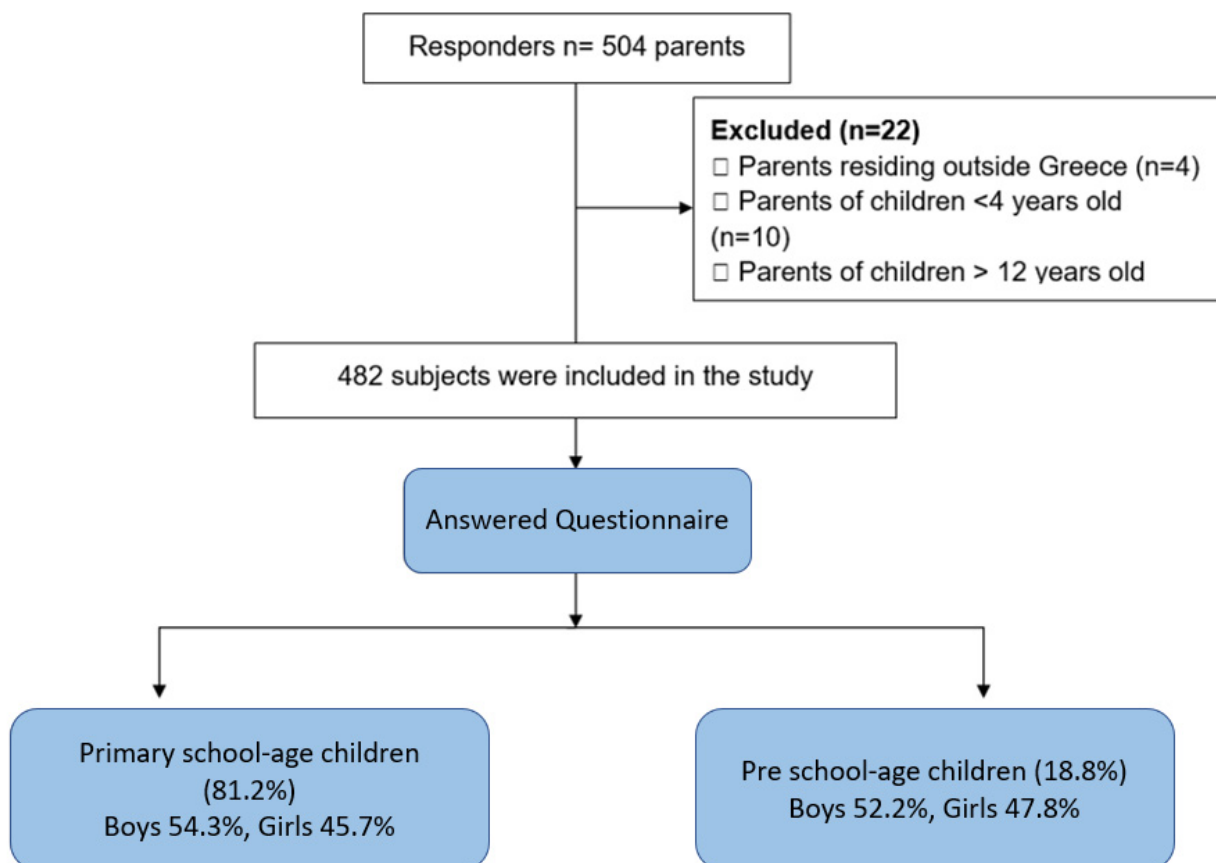 Responders n= 504 parents
Excluded (n=22)
□ Parents residing outside Greece (n=4)
□ Parents of children <4 years old
(n=10)
□ Parents of children > 12 years old
482 subjects were included in the study
Answered Questionnaire
Primary school-age children
(81.2%)
Boys 54.3%, Girls 45.7%
Pre school-age children (18.8%)
Boys 52.2%, Girls 47.8%